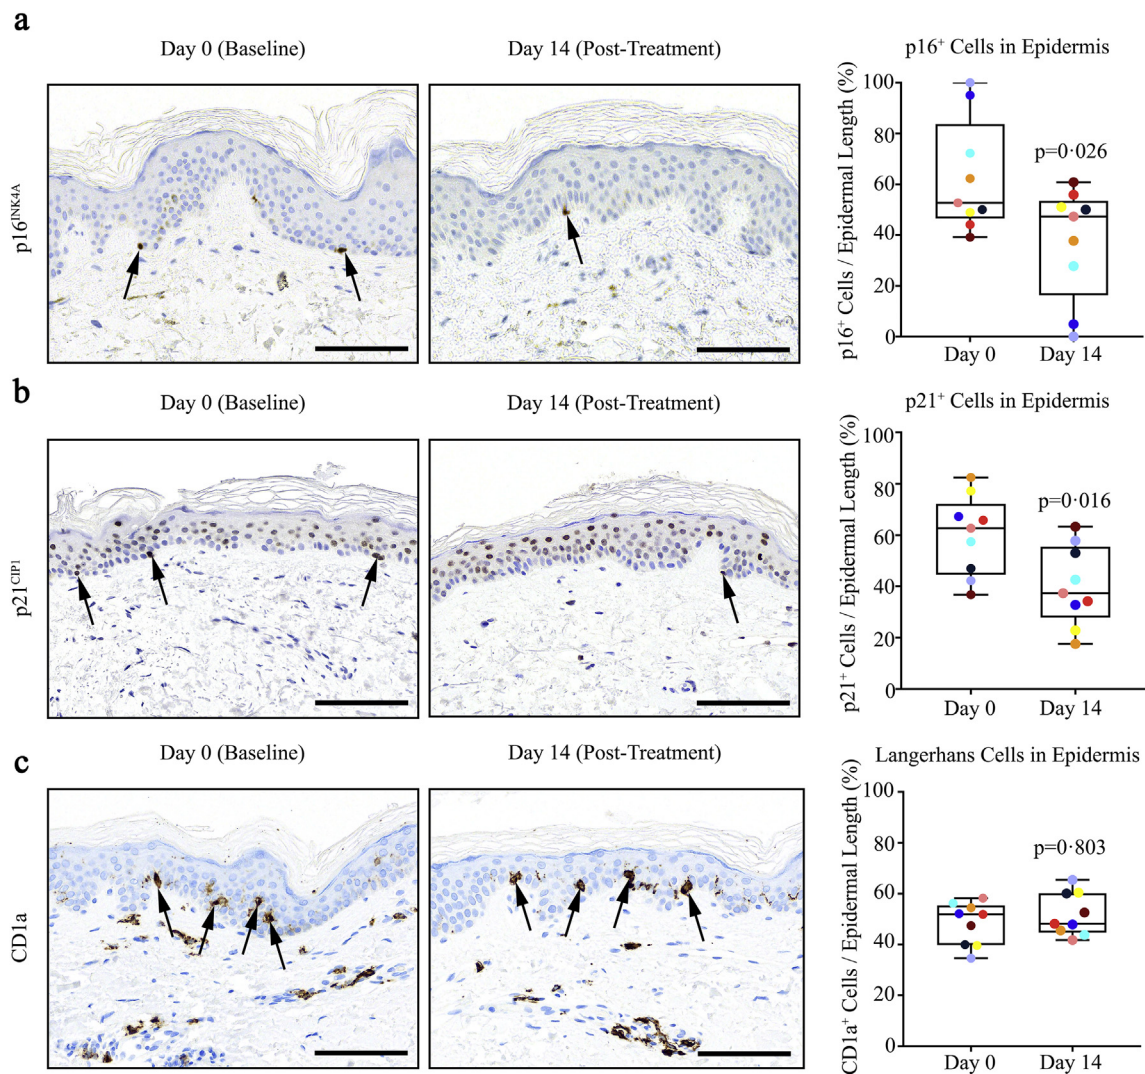 a
Day 0 (Baseline)
Day 14 (Post-Treatment)
p16⁺ Cells in Epidermis
p16ᴵᴺᴷ⁴ᴬ
p16⁺ Cells / Epidermal Length (%)
100
80
60
40
20
0
p=0·026
Day 0
Day 14
b
Day 0 (Baseline)
Day 14 (Post-Treatment)
p21⁺ Cells in Epidermis
p21ᶜᴵᴾ¹
p21⁺ Cells / Epidermal Length (%)
100
80
60
40
20
0
p=0·016
Day 0
Day 14
c
Day 0 (Baseline)
Day 14 (Post-Treatment)
Langerhans Cells in Epidermis
CD1a
CD1a⁺ Cells / Epidermal Length (%)
100
80
60
40
20
0
p=0·803
Day 0
Day 14